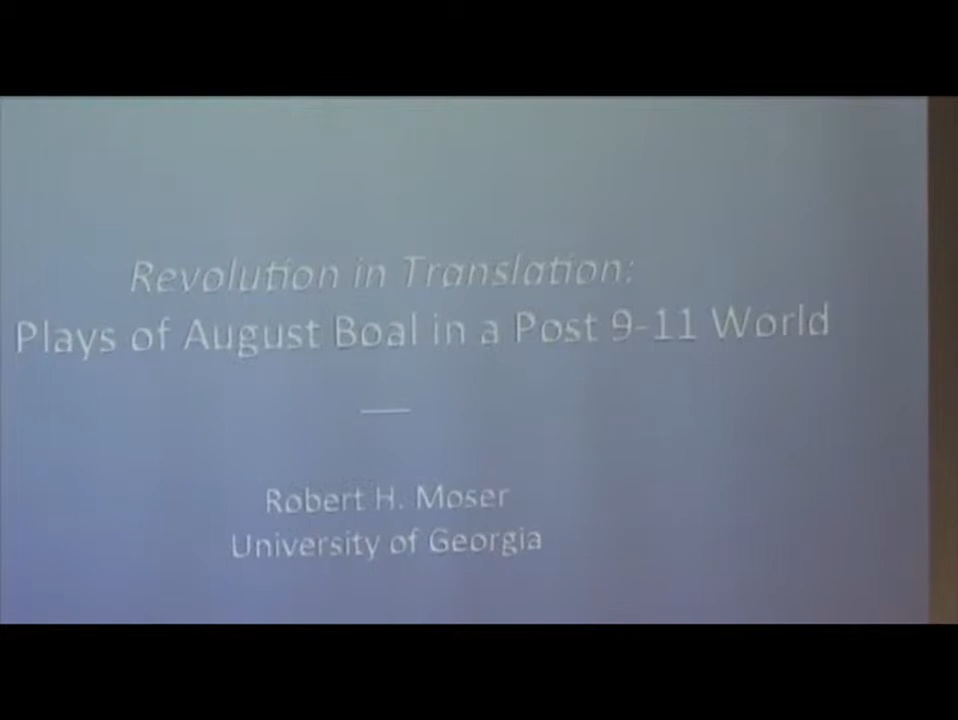 Revolution in Translation:
Plays of August Boal in a Post 9-11 World
Robert H. Moser
University of Georgia